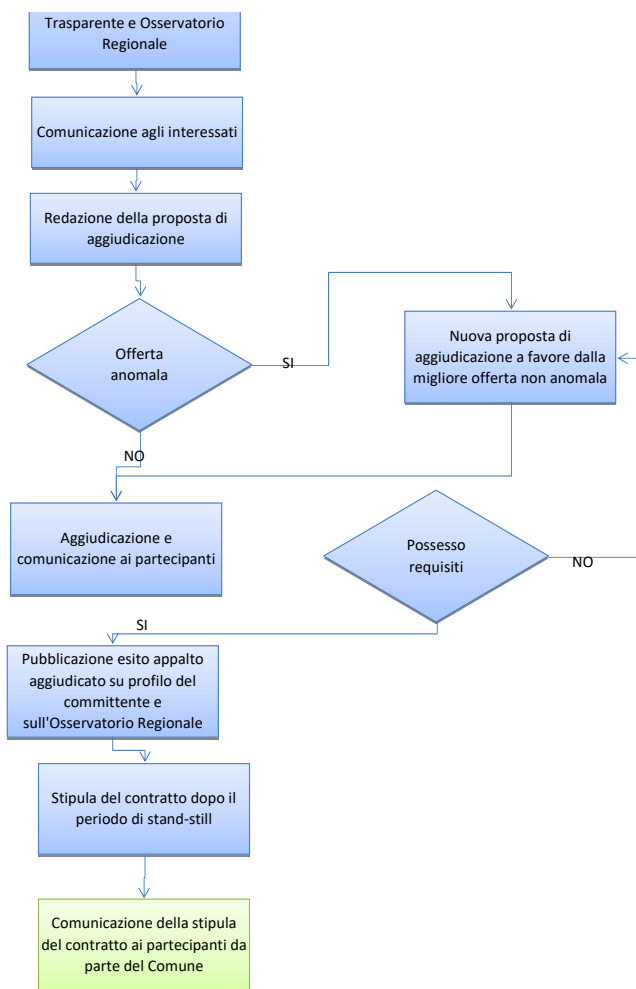 Trasparente e Osservatorio
Regionale
Comunicazione agli interessati
Redazione della proposta di
aggiudicazione
Offerta
anomala
SI
Nuova proposta di
aggiudicazione a favore dalla
migliore offerta non anomala
NO
Aggiudicazione e
comunicazione ai partecipanti
Possesso
requisiti
NO
SI
Pubblicazione esito appalto
aggiudicato su profilo del
committente e
sull'Osservatorio Regionale
Stipula del contratto dopo il
periodo di stand-still
Comunicazione della stipula
del contratto ai partecipanti da
parte del Comune